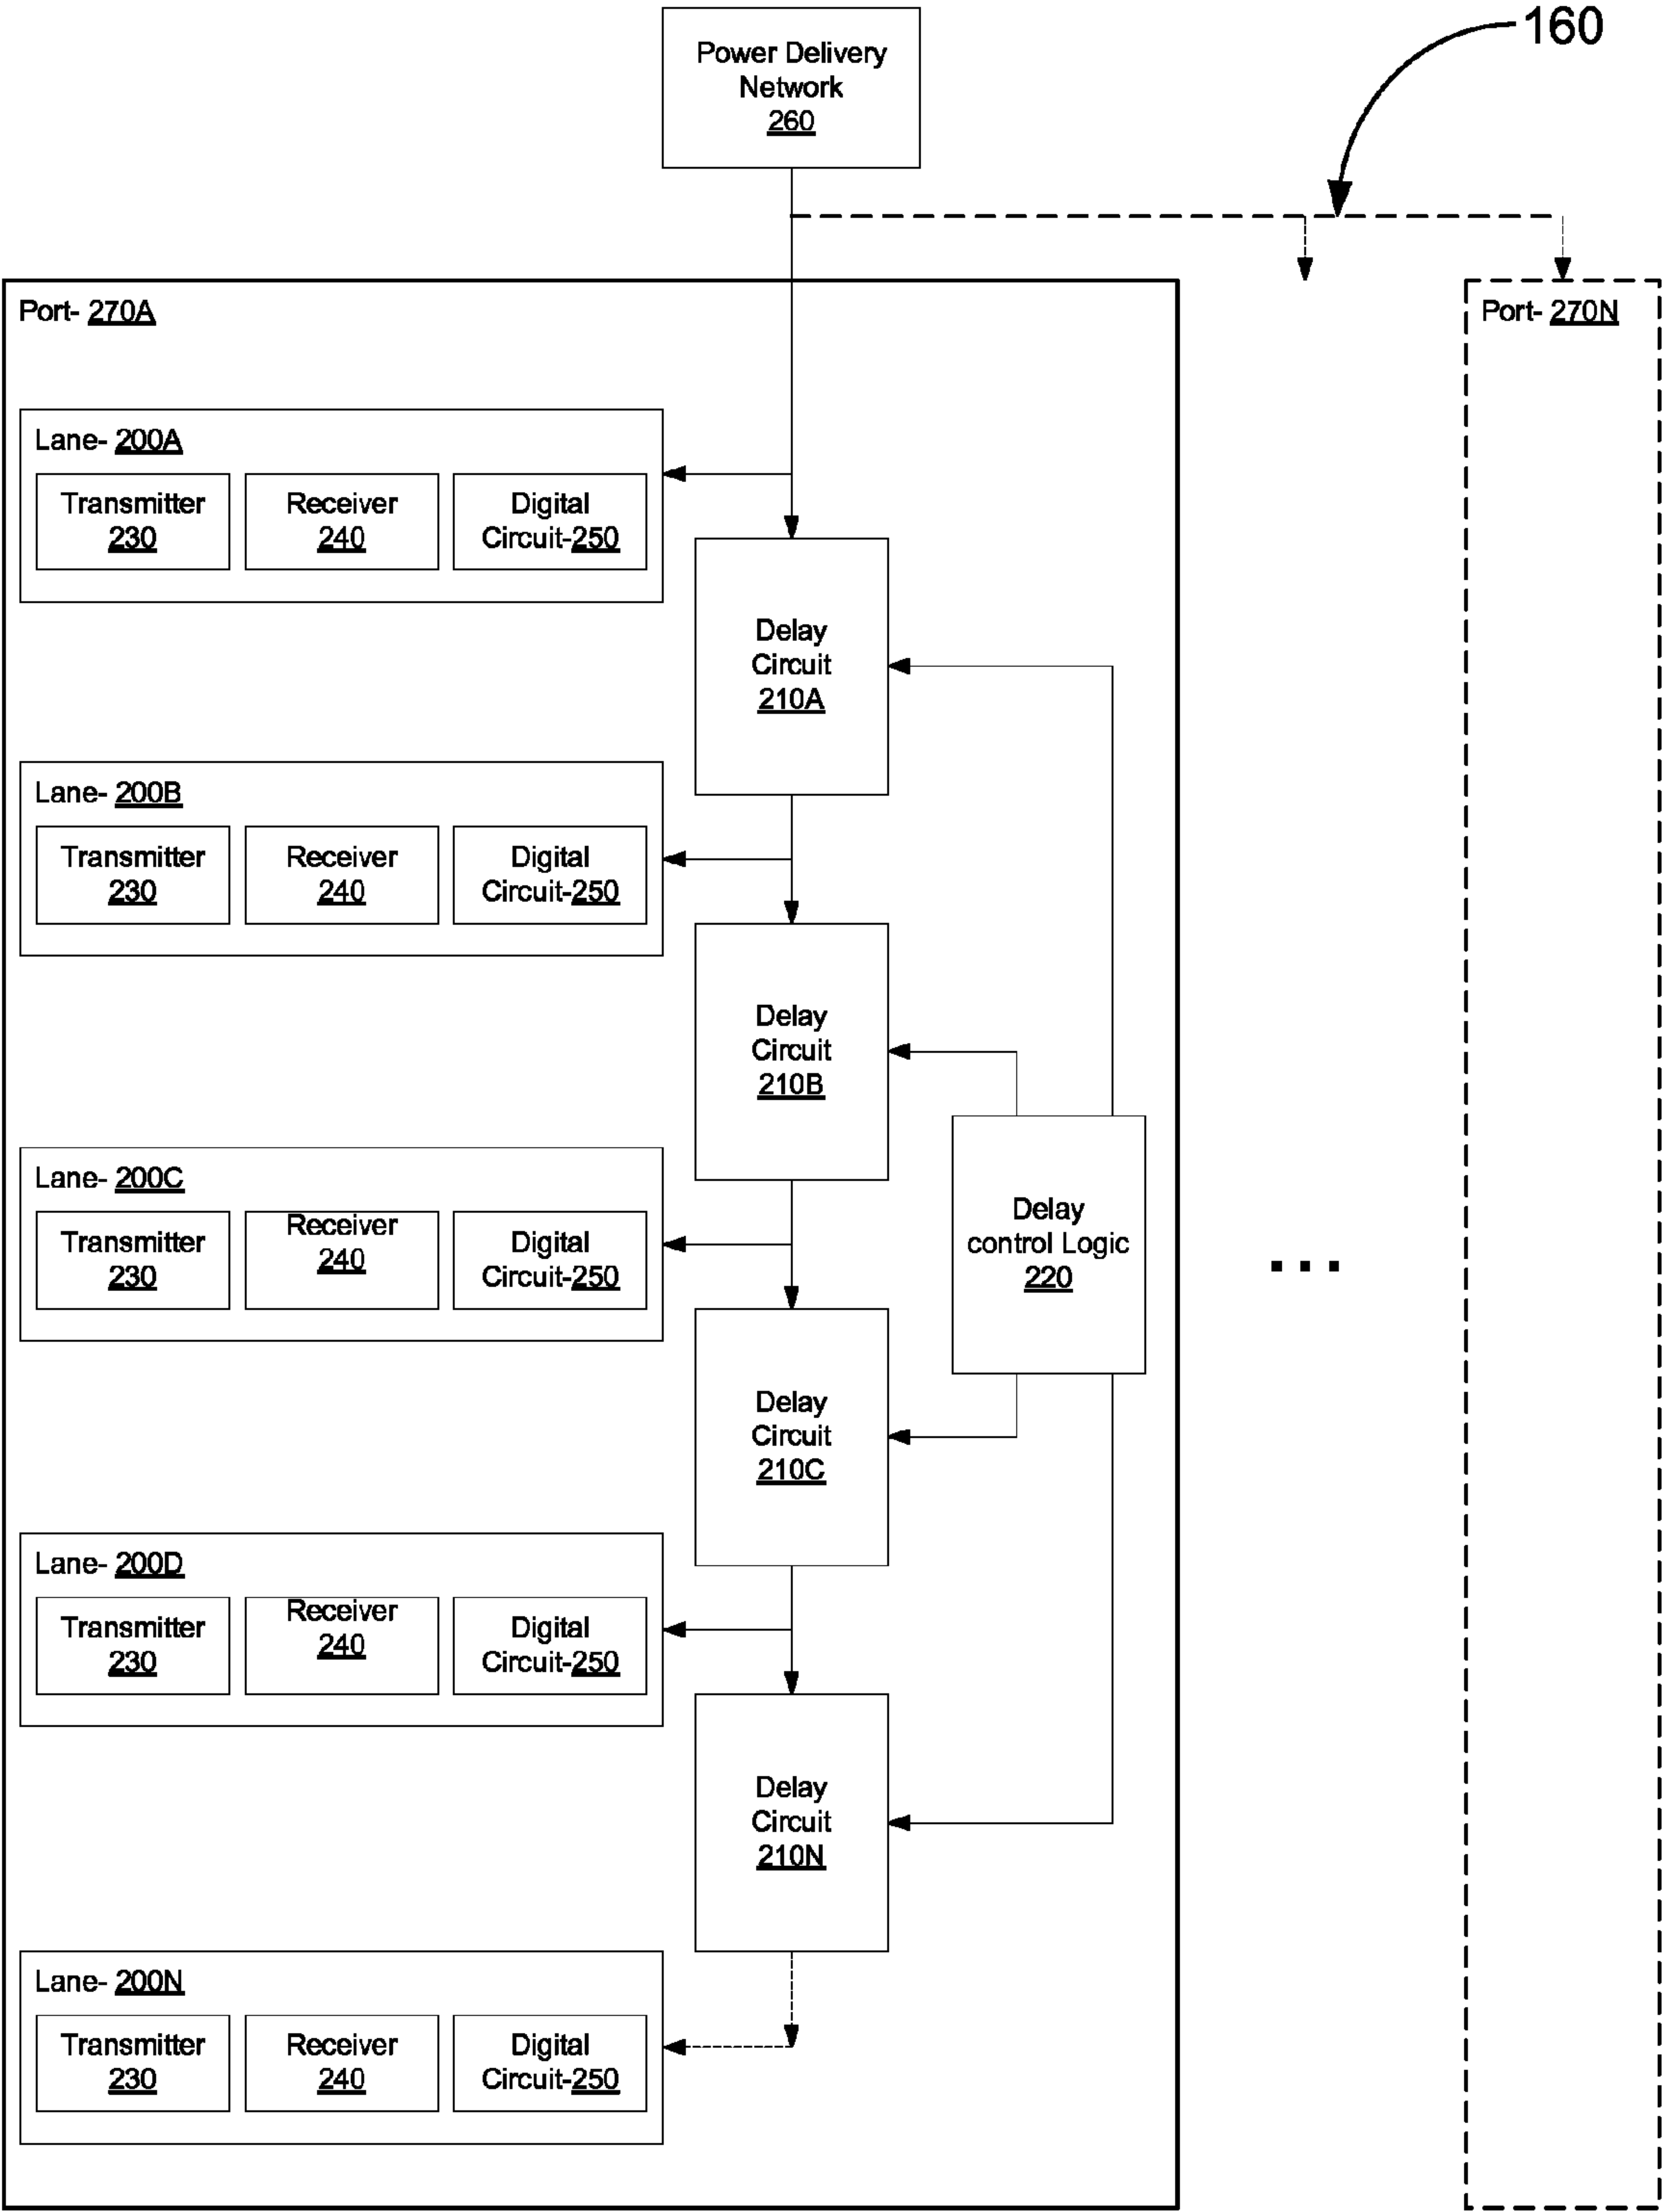 Power Delivery
Network
260
160
Port- 270A
Port- 270N
Lane- 200A
Transmitter
230
Receiver
240
Digital
Circuit-250
Delay
Circuit
210A
Lane- 200B
Transmitter
230
Receiver
240
Digital
Circuit-250
Delay
Circuit
210B
Lane- 200C
Transmitter
230
Receiver
240
Digital
Circuit-250
Delay
control Logic
220
...
Delay
Circuit
210C
Lane- 200D
Transmitter
230
Receiver
240
Digital
Circuit-250
Delay
Circuit
210N
Lane- 200N
Transmitter
230
Receiver
240
Digital
Circuit-250